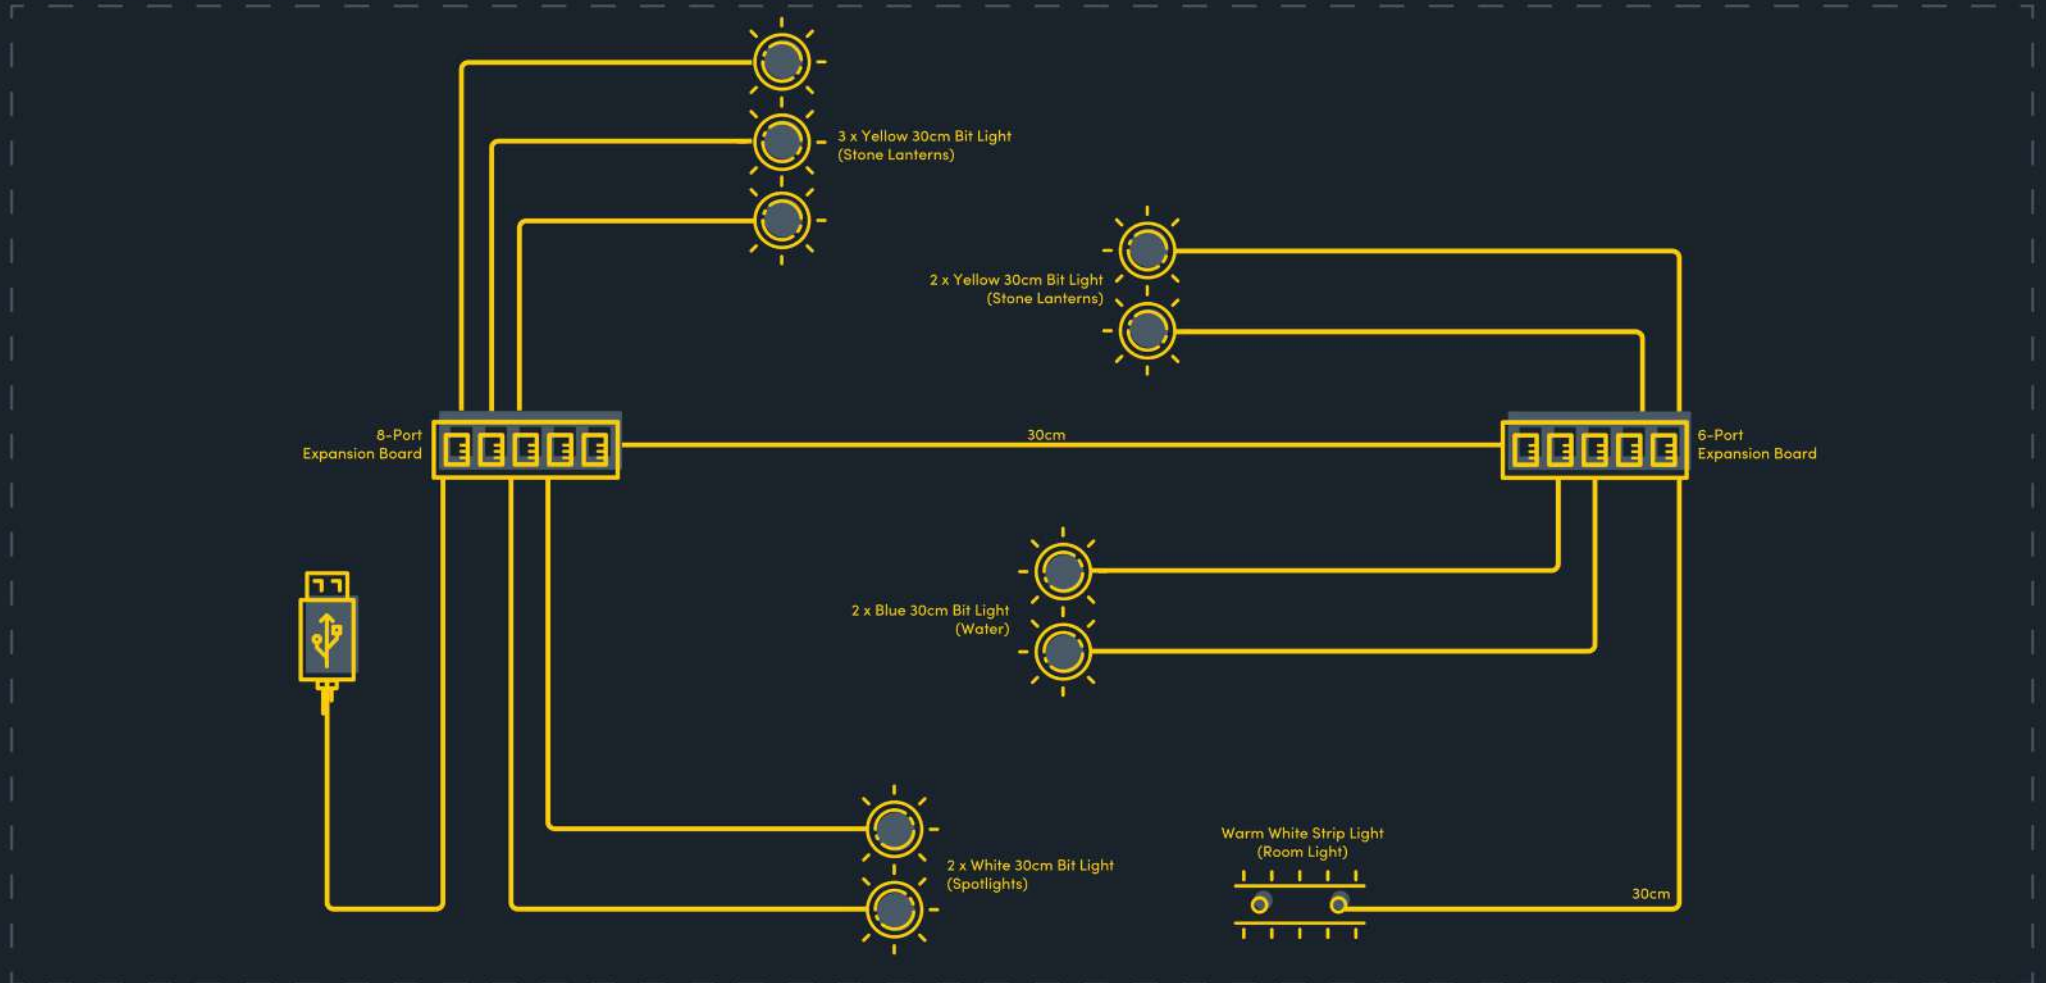 3 x Yellow 30cm Bit Light
(Stone Lanterns)
2 x Yellow 30cm Bit Light
(Stone Lanterns)
8-Port
Expansion Board
30cm
6-Port
Expansion Board
2 x Blue 30cm Bit Light
(Water)
Warm White Strip Light
(Room Light)
2 x White 30cm Bit Light
(Spotlights)
30cm